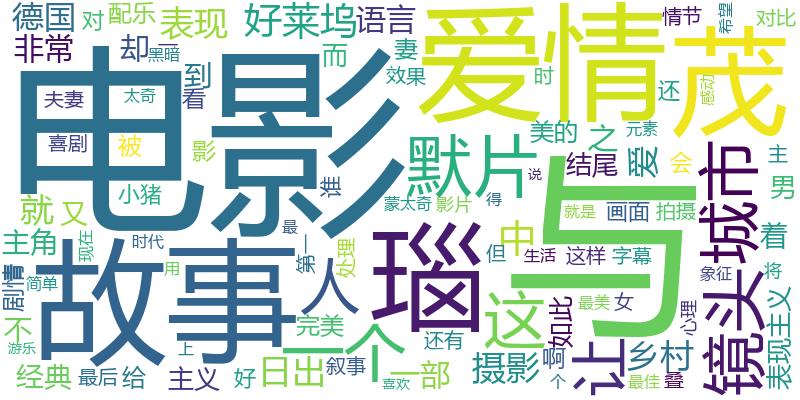 德国 对 配乐 表现 好莱坞 语言 爱情 情节 希望 对比
非常 却 一 黑暗 到 而 妻 茂 感动
电影 夫妻 太奇 看 效果 时 还
喜剧 被 影 默片 美的 之 元素
小猪 谁 结尾 爱 会 城市 主
就 又 蒙太奇 影片 得 说 与 就是 画面 拍摄 男
主角 现在 时代 最 瑙 中 但 生活 这样 字幕 着
故事 人 第一 处理 这 象征 将
剧情 简单 用 完美 最美 女 心理 镜头
不 一个 还有 如此 表现主义
游乐 上 日出 叙事 摄影 啊 让 乡村
经典 最后 给 主义 好 喜欢 一部 个 最佳 叠